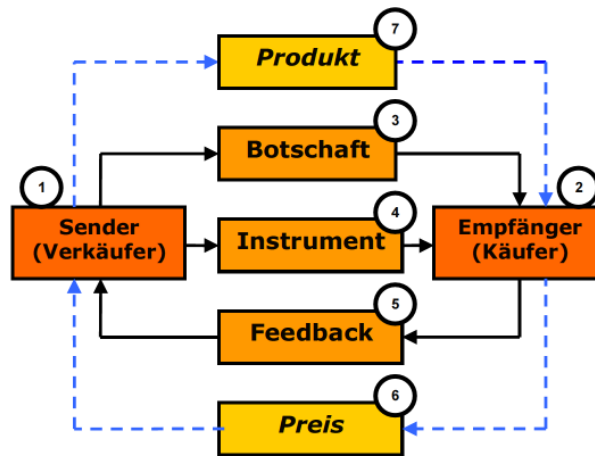 7
Produkt
3
Botschaft
1
4
2
Sender
(Verkäufer)
Instrument
Empfänger
(Käufer)
5
Feedback
6
Preis